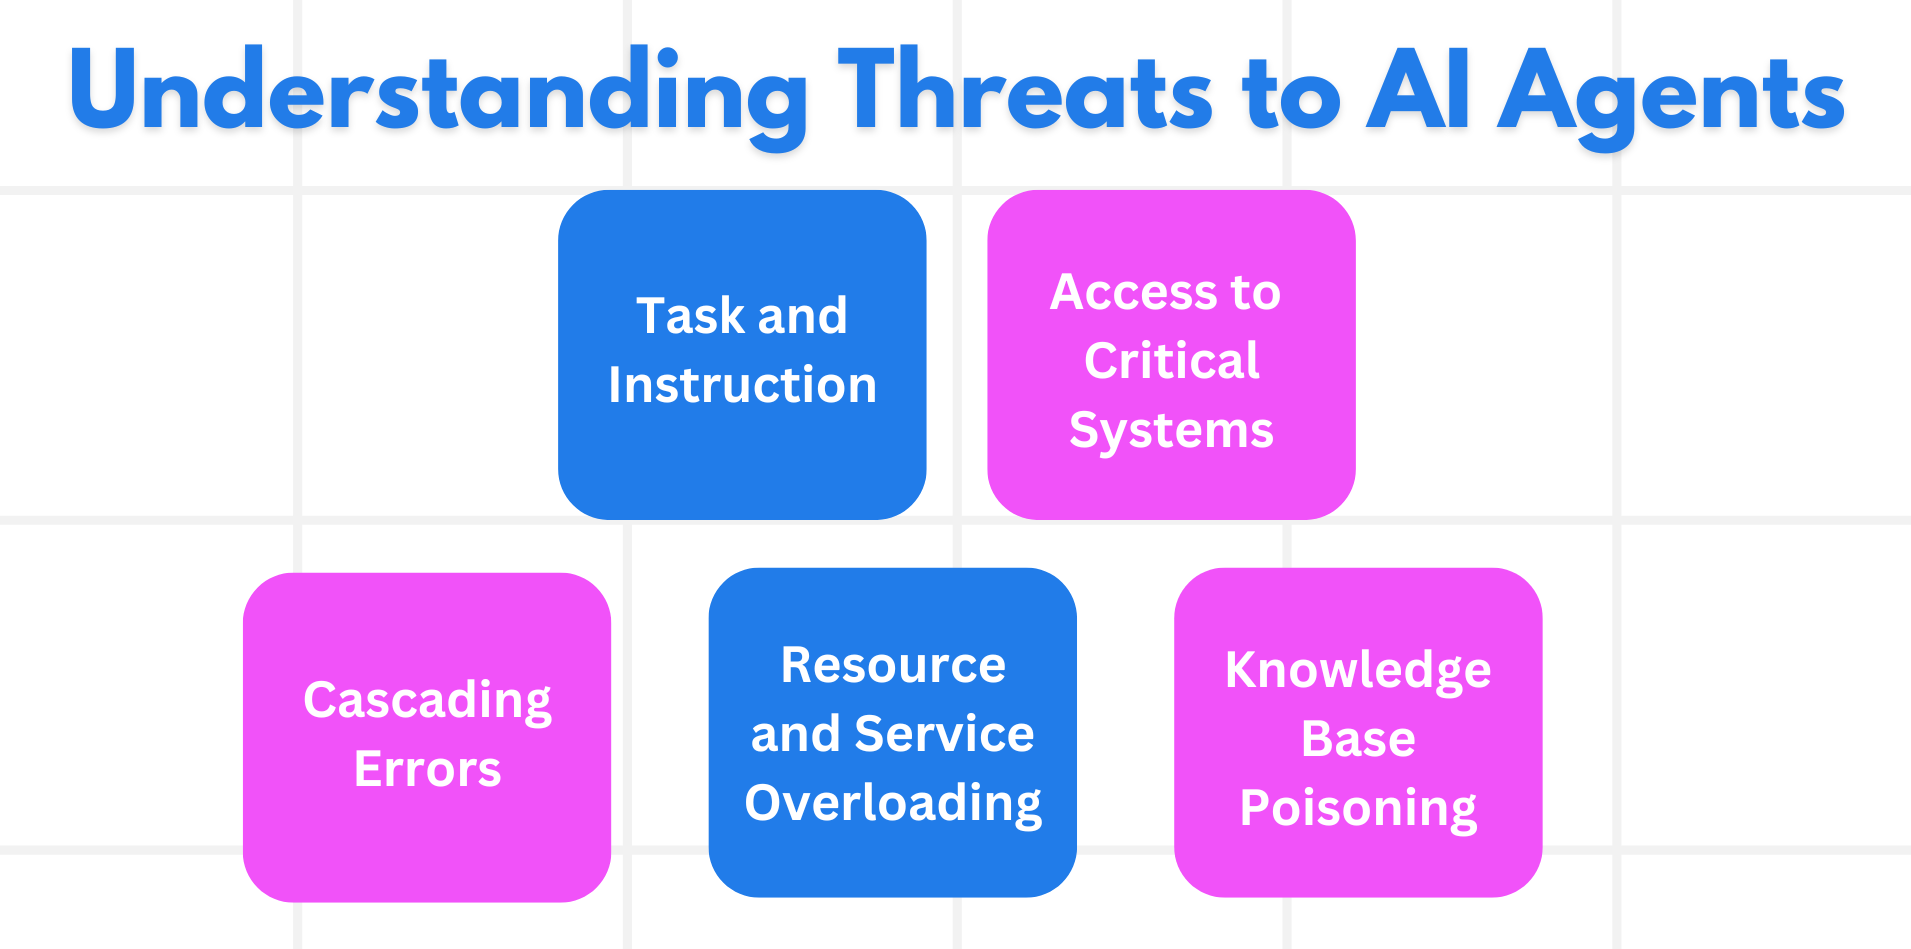 Understanding Threats to AI Agents
Task and
Instruction
Access to
Critical
Systems
Cascading
Errors
Resource
and Service
Overloading
Knowledge
Base
Poisoning